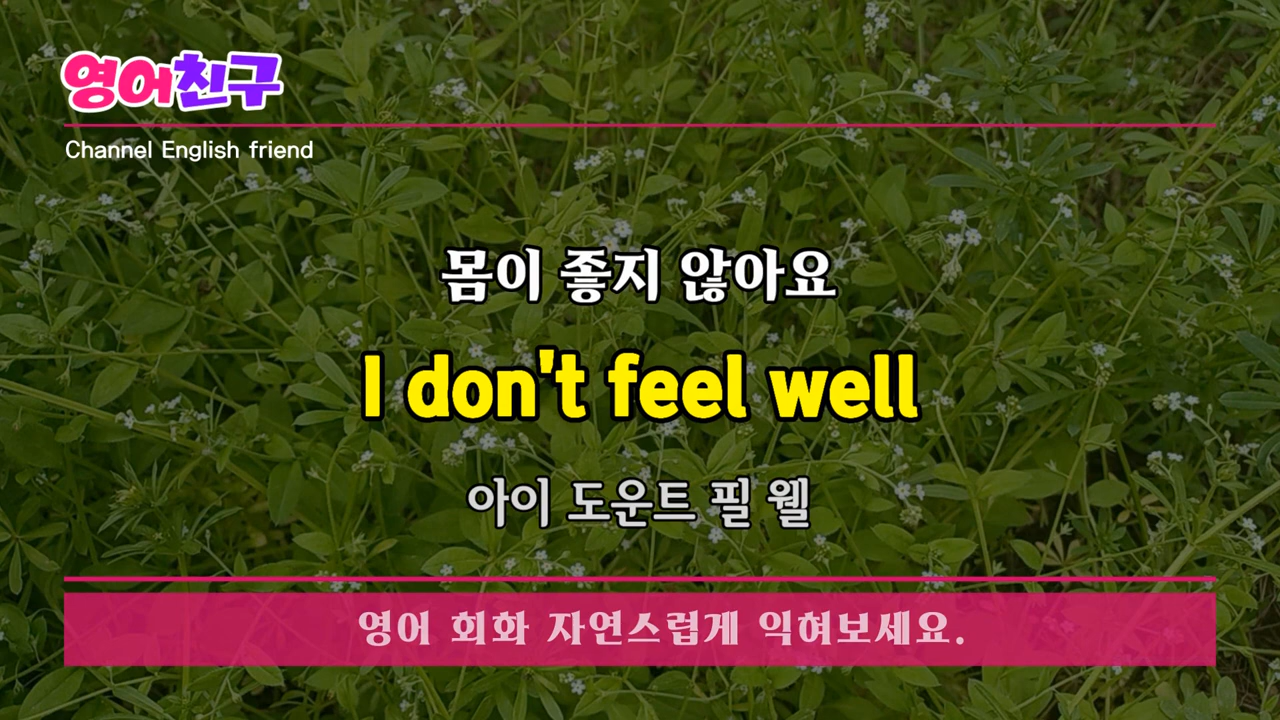 영어친구
Channel English friend
몸이 좋지 않아요
I don't feel well
아이 도운트 필 웰
영어 회화 자연스럽게 익혀보세요.